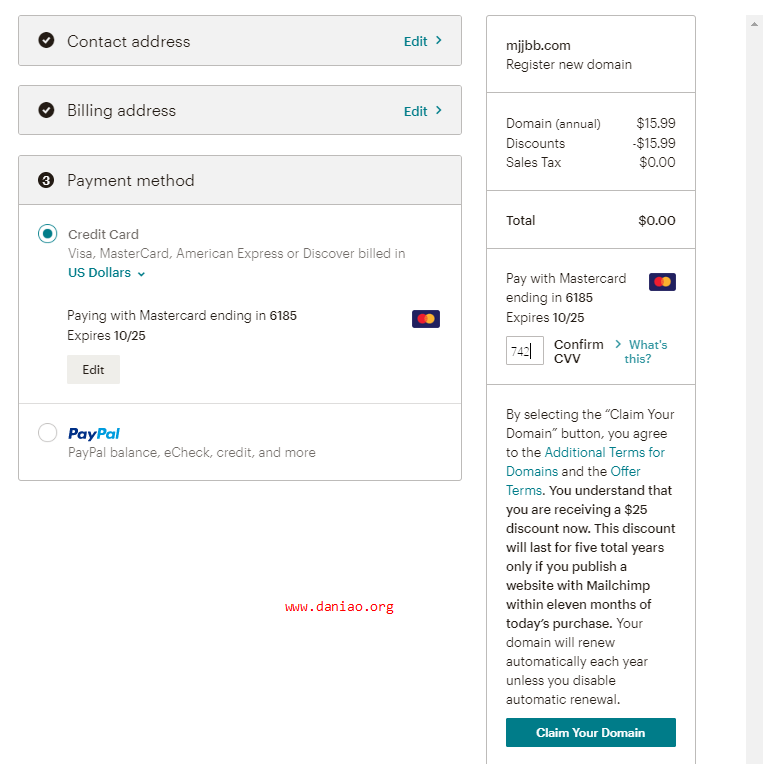 Contact address
Edit >
Billing address
Edit >
3 Payment method
Credit Card
Visa, MasterCard, American Express or Discover billed in
US Dollars
Paying with Mastercard ending in 6185
Expires 10/25
Edit
PayPal
PayPal balance, eCheck, credit, and more
www.daniao.org
mjjbb.com
Register new domain
Domain (annual) $15.99
Discounts -$15.99
Sales Tax $0.00
Total $0.00
Pay with Mastercard
ending in 6185
Expires 10/25
742
Confirm
CVV
> What's
this?
By selecting the “Claim Your
Domain” button, you agree
to the Additional Terms for
Domains and the Offer
Terms. You understand that
you are receiving a $25
discount now. This discount
will last for five total years
only if you publish a
website with Mailchimp
within eleven months of
today’s purchase. Your
domain will renew
automatically each year
unless you disable
automatic renewal.
Claim Your Domain